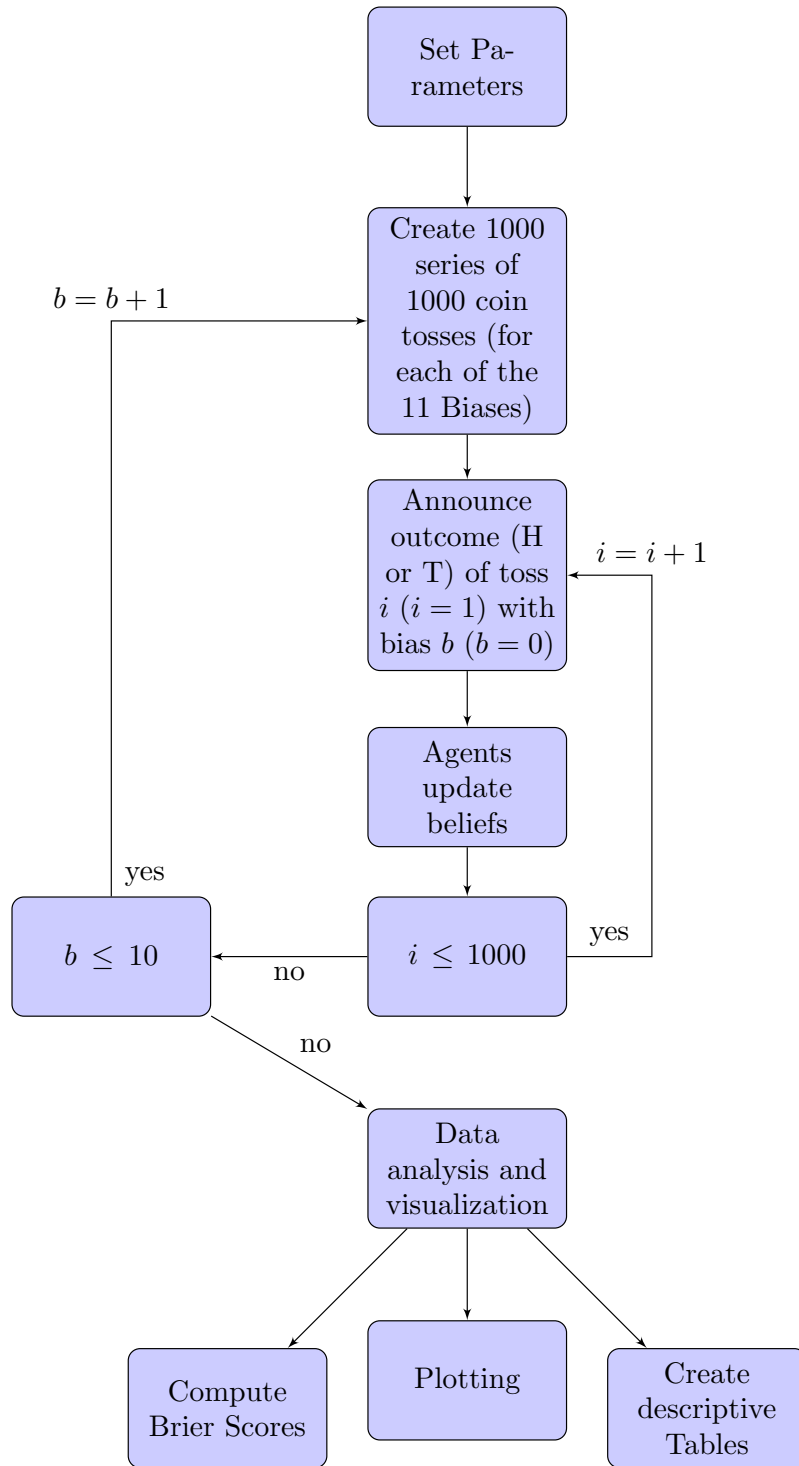 Set Pa-
rameters
Create 1000
series of
1000 coin
tosses (for
each of the
11 Biases)
b = b + 1
Announce
outcome (H
or T) of toss
i (i = 1) with
bias b (b = 0)
i = i + 1
Agents
update
beliefs
yes
b ≤ 10
no
i ≤ 1000
yes
no
Data
analysis and
visualization
Compute
Brier Scores
Plotting
Create
descriptive
Tables